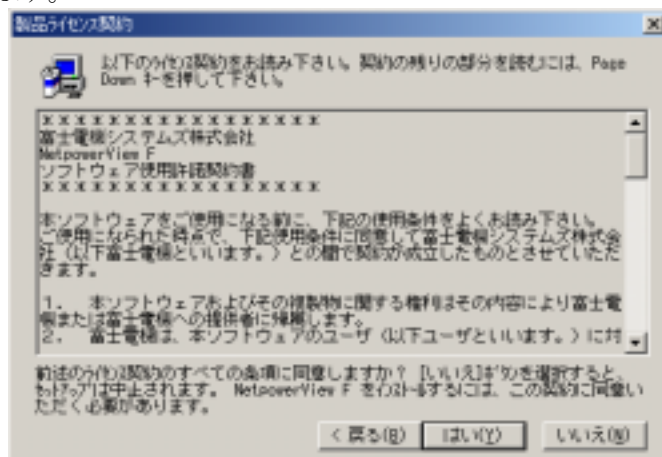 す。
製品ライセンス契約
以下のライセンス契約をお読み下さい。契約の残りの部分を読むには、Page
Down キーを押して下さい。
＊＊＊＊＊＊＊＊＊＊＊＊＊＊＊＊＊
富士電機システムズ株式会社
NetpowerView F
ソフトウェア使用許諾契約書
＊＊＊＊＊＊＊＊＊＊＊＊＊＊＊＊＊
本ソフトウェアをご使用になる前に、下記の使用条件をよくお読み下さい。
ご使用になられた時点で、下記使用条件に同意して富士電機システムズ株式会
社（以下富士電機といいます。）との間で契約が成立したものとさせていただ
きます。
１．　本ソフトウェアおよびその複製物に関する権利はその内容により富士電
機または富士電機への提供者に帰属します。
２．　富士電機は、本ソフトウェアのユーザ（以下ユーザといいます。）に対
前述のﾗｲｾﾝｽ契約のすべての条項に同意しますか？ [いいえ]ﾎﾞﾀﾝを選択すると、
ｾｯﾄｱｯﾌﾟは中止されます。 NetpowerView F をｲﾝｽﾄｰﾙするには、この契約に同意い
ただく必要があります。
< 戻る(B)
はい(Y)
いいえ(N)